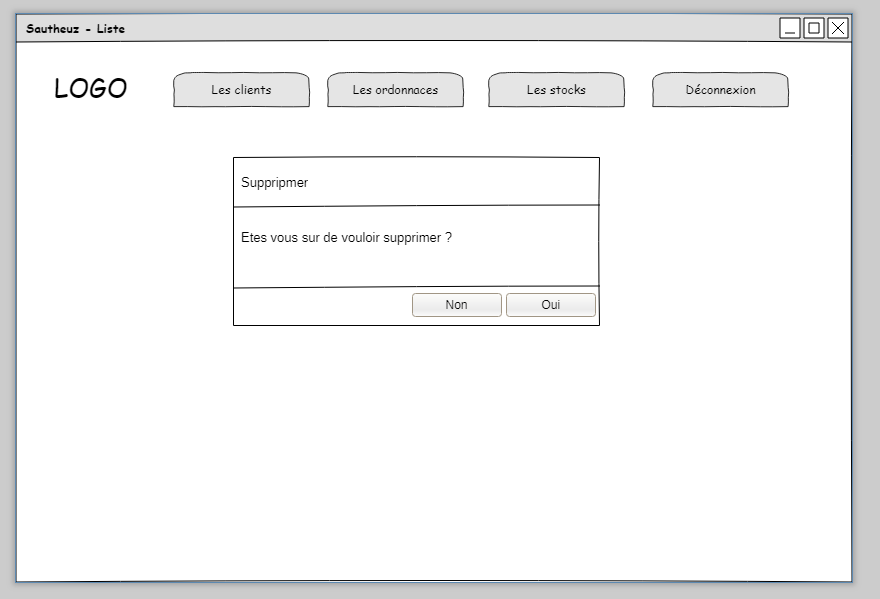 Sautheuz - Liste
LOGO
Les clients
Les ordonnaces
Les stocks
Déconnexion
Suppripmer
Etes vous sur de vouloir supprimer ?
Non
Oui